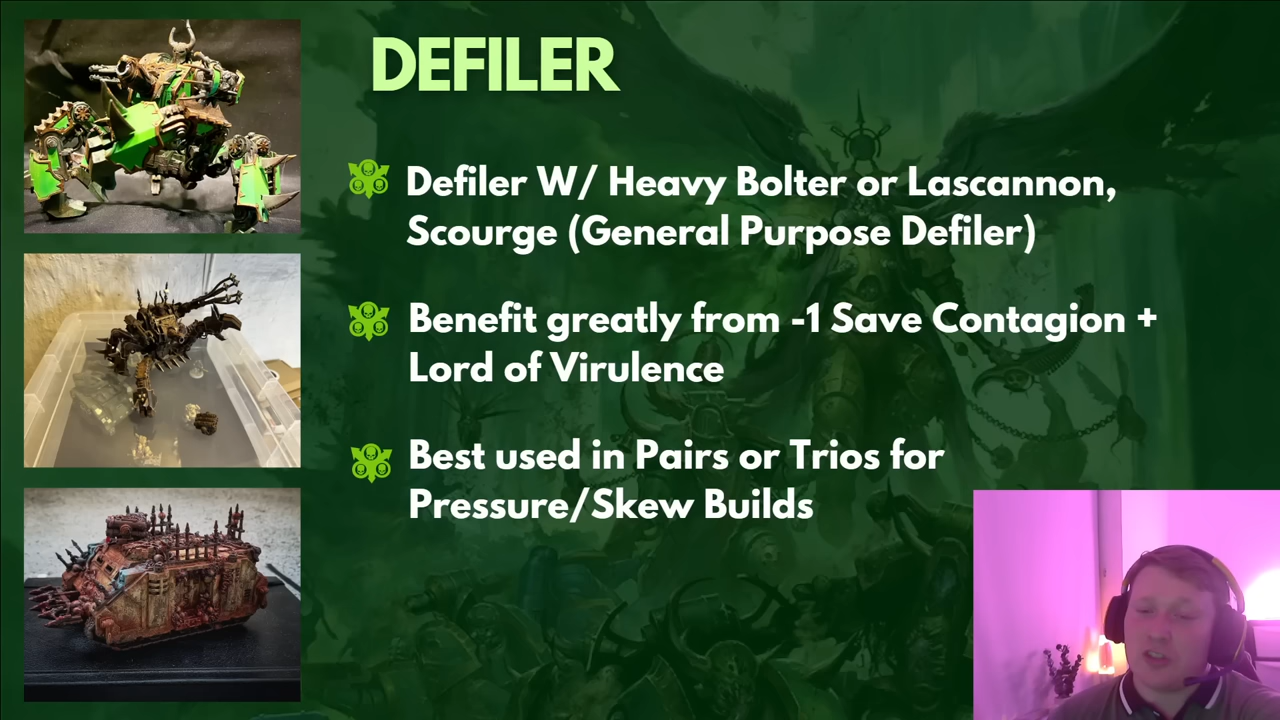 DEFILER
Defiler W/ Heavy Bolter or Lascannon,
Scourge (General Purpose Defiler)
Benefit greatly from -1 Save Contagion +
Lord of Virulence
Best used in Pairs or Trios for
Pressure/Skew Builds